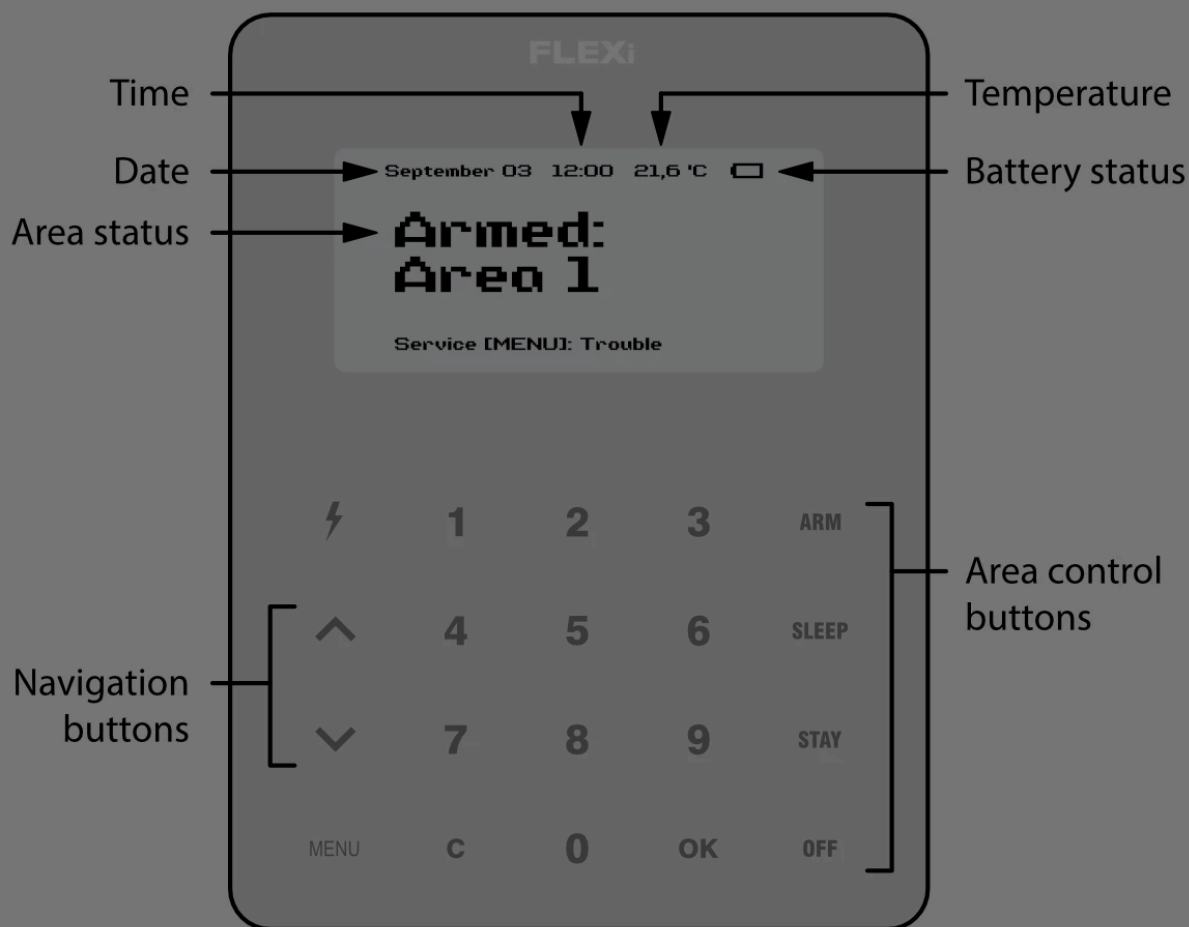 FLEXi
Time
Temperature
Date
September 03 12:00 21,6 'C
Battery status
Area status
Armed:
Area 1
Service [MENU]: Trouble
1 2 3 ARM
Area control
buttons
4 5 6 SLEEP
Navigation
buttons
7 8 9 STAY
MENU C 0 OK OFF